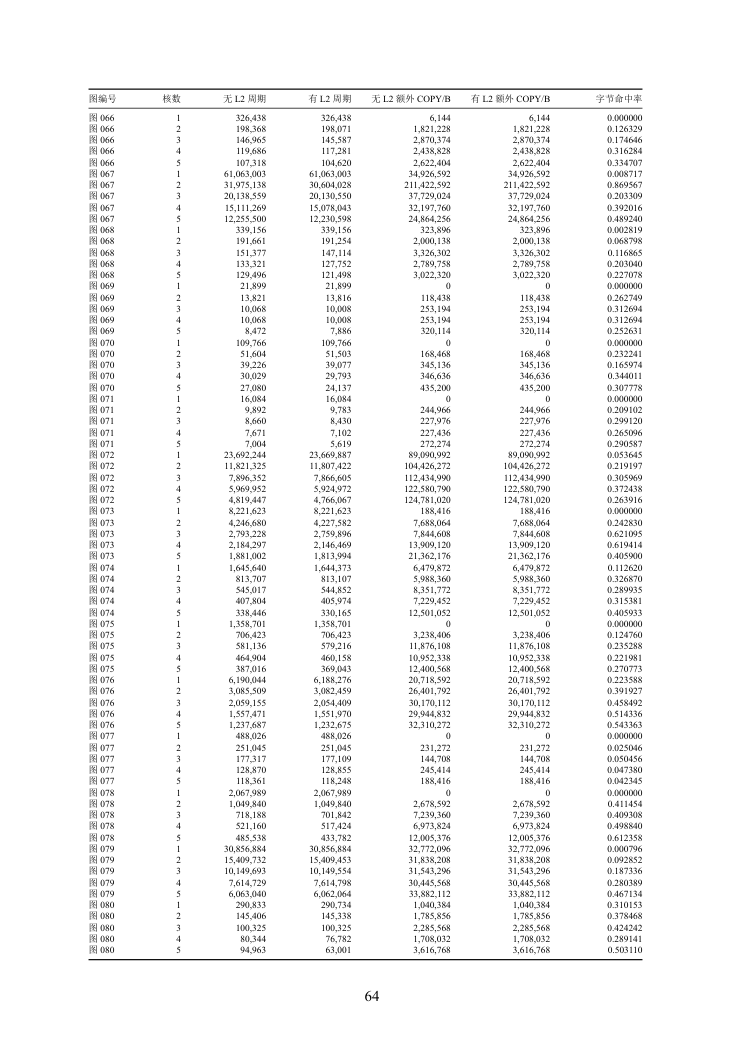 图编号 核数 无 L2 周期 有 L2 周期 无 L2 额外 COPY/B 有 L2 额外 COPY/B 字节命中率
图 066 1 326,438 326,438 6,144 6,144 0.000000
图 066 2 198,368 198,071 1,821,228 1,821,228 0.126329
图 066 3 146,965 145,587 2,870,374 2,870,374 0.174646
图 066 4 119,686 117,281 2,438,828 2,438,828 0.316284
图 066 5 107,318 104,620 2,622,404 2,622,404 0.334707
图 067 1 61,063,003 61,063,003 34,926,592 34,926,592 0.008717
图 067 2 31,975,138 30,604,028 211,422,592 211,422,592 0.869567
图 067 3 20,138,559 20,130,550 37,729,024 37,729,024 0.203309
图 067 4 15,111,269 15,078,043 32,197,760 32,197,760 0.392016
图 067 5 12,255,500 12,230,598 24,864,256 24,864,256 0.489240
图 068 1 339,156 339,156 323,896 323,896 0.002819
图 068 2 191,661 191,254 2,000,138 2,000,138 0.068798
图 068 3 151,377 147,114 3,326,302 3,326,302 0.116865
图 068 4 133,321 127,752 2,789,758 2,789,758 0.203040
图 068 5 129,496 121,498 3,022,320 3,022,320 0.227078
图 069 1 21,899 21,899 0 0 0.000000
图 069 2 13,821 13,816 118,438 118,438 0.262749
图 069 3 10,068 10,008 253,194 253,194 0.312694
图 069 4 10,068 10,008 253,194 253,194 0.312694
图 069 5 8,472 7,886 320,114 320,114 0.252631
图 070 1 109,766 109,766 0 0 0.000000
图 070 2 51,604 51,503 168,468 168,468 0.232241
图 070 3 39,226 39,077 345,136 345,136 0.165974
图 070 4 30,029 29,793 346,636 346,636 0.344011
图 070 5 27,080 24,137 435,200 435,200 0.307778
图 071 1 16,084 16,084 0 0 0.000000
图 071 2 9,892 9,783 244,966 244,966 0.209102
图 071 3 8,660 8,430 227,976 227,976 0.299120
图 071 4 7,671 7,102 227,436 227,436 0.265096
图 071 5 7,004 5,619 272,274 272,274 0.290587
图 072 1 23,692,244 23,669,887 89,090,992 89,090,992 0.053645
图 072 2 11,821,325 11,807,422 104,426,272 104,426,272 0.219197
图 072 3 7,896,352 7,866,605 112,434,990 112,434,990 0.305969
图 072 4 5,969,952 5,924,972 122,580,790 122,580,790 0.372438
图 072 5 4,819,447 4,766,067 124,781,020 124,781,020 0.263916
图 073 1 8,221,623 8,221,623 188,416 188,416 0.000000
图 073 2 4,246,680 4,227,582 7,688,064 7,688,064 0.242830
图 073 3 2,793,228 2,759,896 7,844,608 7,844,608 0.621095
图 073 4 2,184,297 2,146,469 13,909,120 13,909,120 0.619414
图 073 5 1,881,002 1,813,994 21,362,176 21,362,176 0.405900
图 074 1 1,645,640 1,644,373 6,479,872 6,479,872 0.112620
图 074 2 813,707 813,107 5,988,360 5,988,360 0.326870
图 074 3 545,017 544,852 8,351,772 8,351,772 0.289935
图 074 4 407,804 405,974 7,229,452 7,229,452 0.315381
图 074 5 338,446 330,165 12,501,052 12,501,052 0.405933
图 075 1 1,358,701 1,358,701 0 0 0.000000
图 075 2 706,423 706,423 3,238,406 3,238,406 0.124760
图 075 3 581,136 579,216 11,876,108 11,876,108 0.235288
图 075 4 464,904 460,158 10,952,338 10,952,338 0.221981
图 075 5 387,016 369,043 12,400,568 12,400,568 0.270773
图 076 1 6,190,044 6,188,276 20,718,592 20,718,592 0.223588
图 076 2 3,085,509 3,082,459 26,401,792 26,401,792 0.391927
图 076 3 2,059,155 2,054,409 30,170,112 30,170,112 0.458492
图 076 4 1,557,471 1,551,970 29,944,832 29,944,832 0.514336
图 076 5 1,237,687 1,232,675 32,310,272 32,310,272 0.543363
图 077 1 488,026 488,026 0 0 0.000000
图 077 2 251,045 251,045 231,272 231,272 0.025046
图 077 3 177,317 177,109 144,708 144,708 0.050456
图 077 4 128,870 128,855 245,414 245,414 0.047380
图 077 5 118,361 118,248 188,416 188,416 0.042345
图 078 1 2,067,989 2,067,989 0 0 0.000000
图 078 2 1,049,840 1,049,840 2,678,592 2,678,592 0.411454
图 078 3 718,188 701,842 7,239,360 7,239,360 0.409308
图 078 4 521,160 517,424 6,973,824 6,973,824 0.498840
图 078 5 485,538 433,782 12,005,376 12,005,376 0.612358
图 079 1 30,856,884 30,856,884 32,772,096 32,772,096 0.000796
图 079 2 15,409,732 15,409,453 31,838,208 31,838,208 0.092852
图 079 3 10,149,693 10,149,554 31,543,296 31,543,296 0.187336
图 079 4 7,614,729 7,614,798 30,445,568 30,445,568 0.280389
图 079 5 6,063,040 6,062,064 33,882,112 33,882,112 0.467134
图 080 1 290,833 290,734 1,040,384 1,040,384 0.310153
图 080 2 145,406 145,338 1,785,856 1,785,856 0.378468
图 080 3 100,325 100,325 2,285,568 2,285,568 0.424242
图 080 4 80,344 76,782 1,708,032 1,708,032 0.289141
图 080 5 94,963 63,001 3,616,768 3,616,768 0.503110
64